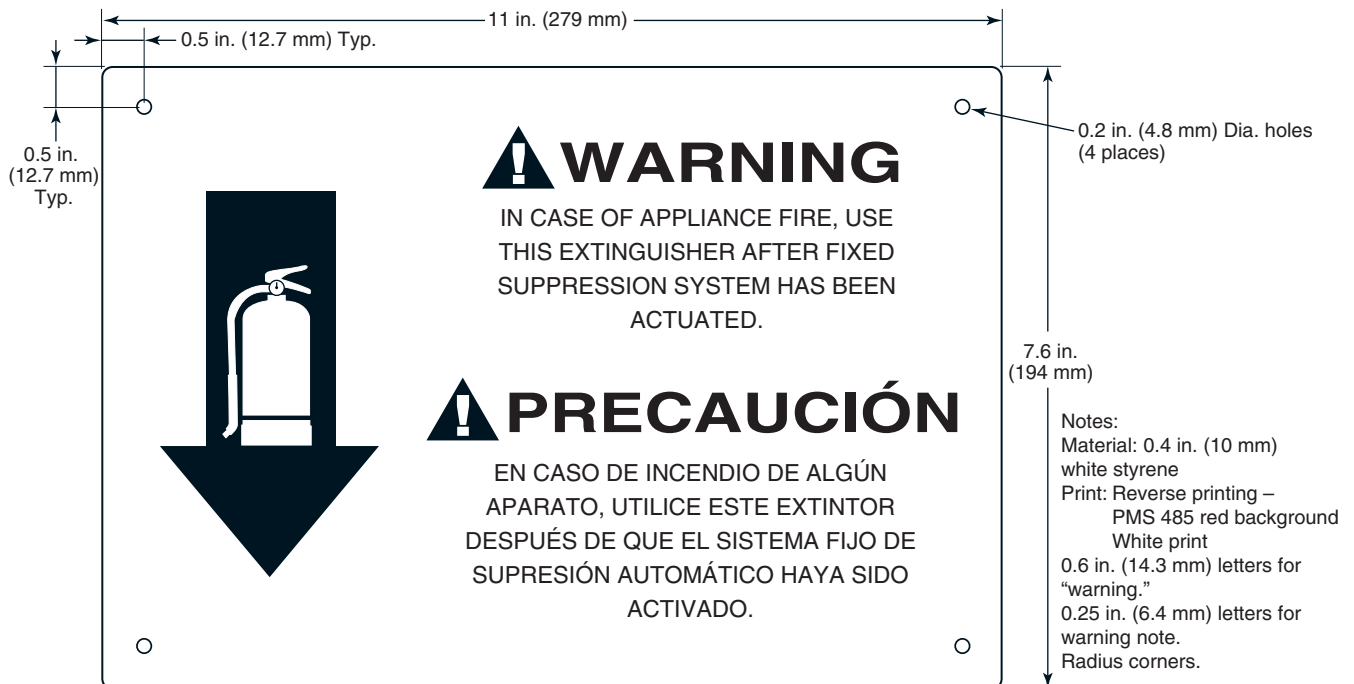 11 in. (279 mm)
0.5 in. (12.7 mm) Typ.
0.5 in.
(12.7 mm)
Typ.
0.2 in. (4.8 mm) Dia. holes
(4 places)
WARNING
IN CASE OF APPLIANCE FIRE, USE
THIS EXTINGUISHER AFTER FIXED
SUPPRESSION SYSTEM HAS BEEN
ACTUATED.
7.6 in.
(194 mm)
PRECAUCIÓN
EN CASO DE INCENDIO DE ALGÚN
APARATO, UTILICE ESTE EXTINTOR
DESPUÉS DE QUE EL SISTEMA FIJO DE
SUPRESIÓN AUTOMÁTICO HAYA SIDO
ACTIVADO.
Notes:
Material: 0.4 in. (10 mm)
white styrene
Print: Reverse printing –
PMS 485 red background
White print
0.6 in. (14.3 mm) letters for
“warning.”
0.25 in. (6.4 mm) letters for
warning note.
Radius corners.